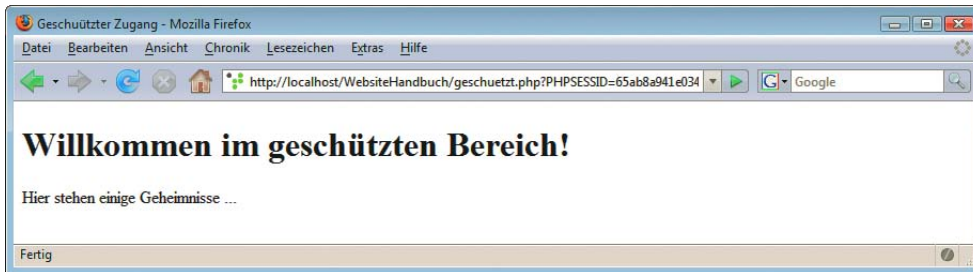 Geschuützter Zugang - Mozilla Firefox
Datei Bearbeiten Ansicht Chronik Lesezeichen Extras Hilfe
http://localhost/WebsiteHandbuch/geschuetzt.php?PHPSESSID=65ab8a941e034 G Google
Willkommen im geschützten Bereich!
Hier stehen einige Geheimnisse ...
Fertig